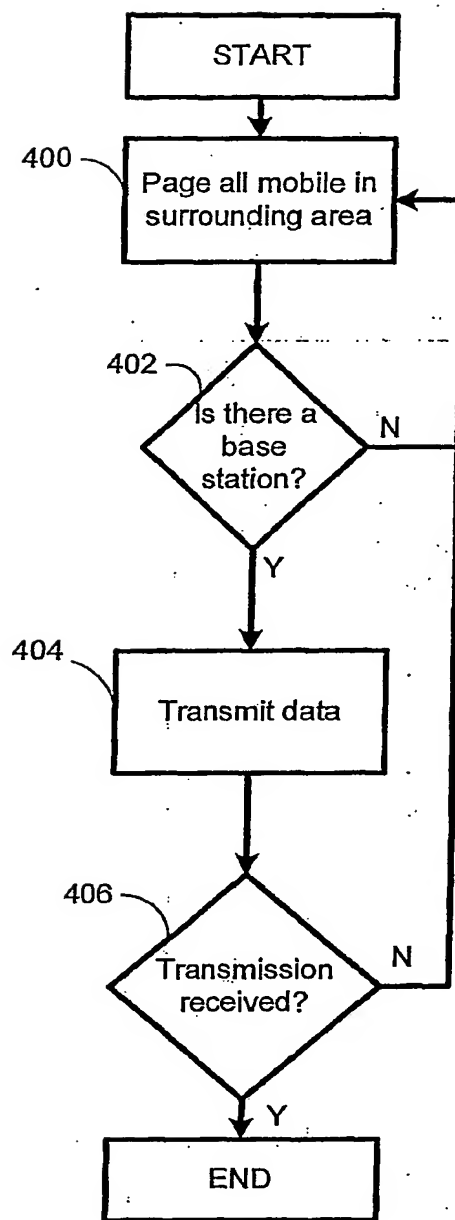 START
400
Page all mobile in
surrounding area
402
Is there a
base
station?
N
Y
404
Transmit data
406
Transmission
received?
N
Y
END